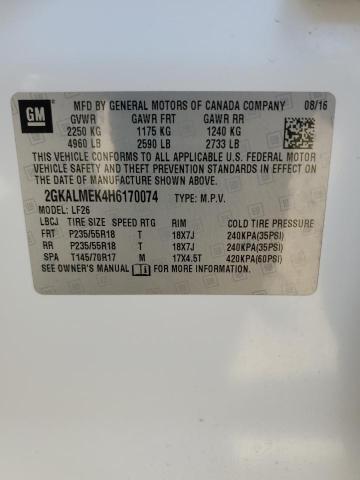 GM
MFD BY GENERAL MOTORS OF CANADA COMPANY 08/16
GVWR GAWR FRT GAWR RR
2250 KG 1175 KG 1240 KG
4960 LB 2590 LB 2733 LB
THIS VEHICLE CONFORMS TO ALL APPLICABLE U.S. FEDERAL MOTOR
VEHICLE SAFETY AND THEFT PREVENTION STANDARDS IN EFFECT ON
THE DATE OF MANUFACTURE SHOWN ABOVE.
2GKALMEK4H6170074 TYPE: M.P.V.
MODEL: LF26
LBCJ TIRE SIZE SPEED RTG RIM COLD TIRE PRESSURE
FRT P235/55R18 T 18X7J 240KPA(35PSI)
RR P235/55R18 T 18X7J 240KPA(35PSI)
SPA T145/70R17 M 17X4.5T 420KPA(60PSI)
SEE OWNER'S MANUAL FOR MORE INFORMATION.